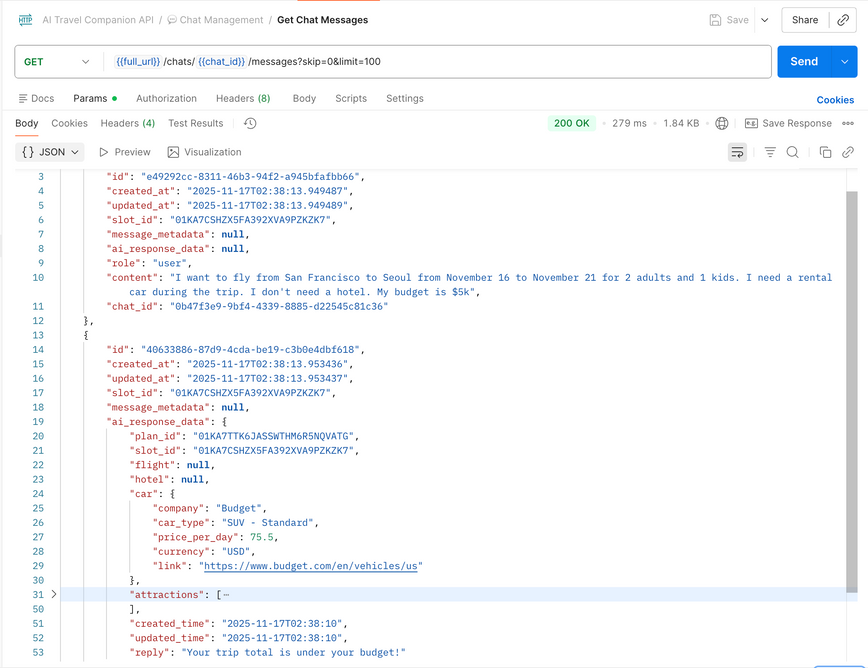 HTTP AI Travel Companion API / Chat Management / Get Chat Messages Save Share
GET {{full_url}} /chats/ {{chat_id}} /messages?skip=0&limit=100 Send
Docs Params Authorization Headers (8) Body Scripts Settings Cookies
Body Cookies Headers (4) Test Results 200 OK • 279 ms • 1.84 KB e.g. Save Response
{} JSON Preview Visualization
3 "id": "e49292cc-8311-46b3-94f2-a945bfafbb66",
4 "created_at": "2025-11-17T02:38:13.949487",
5 "updated_at": "2025-11-17T02:38:13.949489",
6 "slot_id": "01KA7CSHZX5FA392XVA9PZKZK7",
7 "message_metadata": null,
8 "ai_response_data": null,
9 "role": "user",
10 "content": "I want to fly from San Francisco to Seoul from November 16 to November 21 for 2 adults and 1 kids. I need a rental
car during the trip. I don't need a hotel. My budget is $5k",
11 "chat_id": "0b47f3e9-9bf4-4339-8885-d22545c81c36"
12 },
13 {
14 "id": "40633886-87d9-4cda-be19-c3b0e4dbf618",
15 "created_at": "2025-11-17T02:38:13.953436",
16 "updated_at": "2025-11-17T02:38:13.953437",
17 "slot_id": "01KA7CSHZX5FA392XVA9PZKZK7",
18 "message_metadata": null,
19 "ai_response_data": {
20 "plan_id": "01KA7TTK6JASSWTHM6R5NQVATG",
21 "slot_id": "01KA7CSHZX5FA392XVA9PZKZK7",
22 "flight": null,
23 "hotel": null,
24 "car": {
25 "company": "Budget",
26 "car_type": "SUV - Standard",
27 "price_per_day": 75.5,
28 "currency": "USD",
29 "link": "https://www.budget.com/en/vehicles/us"
30 },
31 "attractions": [⋯
50 ],
51 "created_time": "2025-11-17T02:38:10",
52 "updated_time": "2025-11-17T02:38:10",
53 "reply": "Your trip total is under your budget!"